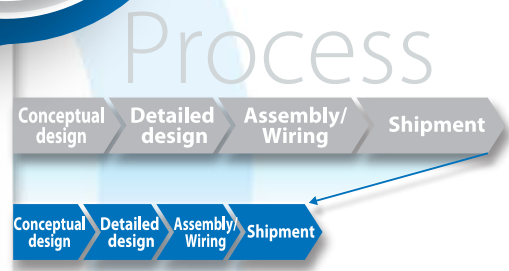 Process
Conceptual
design
Detailed
design
Assembly/
Wiring
Shipment
Conceptual
design
Detailed
design
Assembly/
Wiring
Shipment